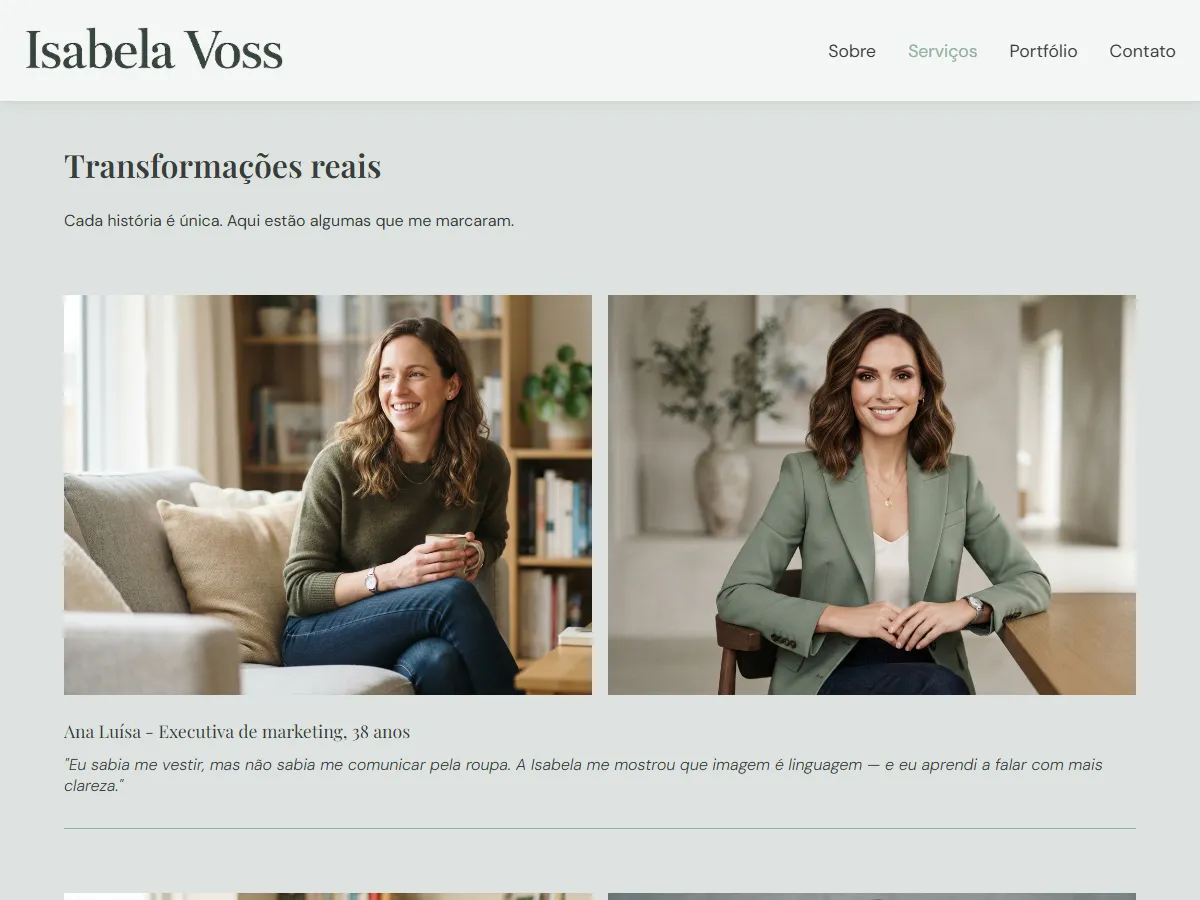 Isabela Voss
Sobre
Serviços
Portfólio
Contato
Transformações reais
Cada história é única. Aqui estão algumas que me marcaram.
Ana Luísa - Executiva de marketing, 38 anos
"Eu sabia me vestir, mas não sabia me comunicar pela roupa. A Isabela me mostrou que imagem é linguagem — e eu aprendi a falar com mais
clareza."